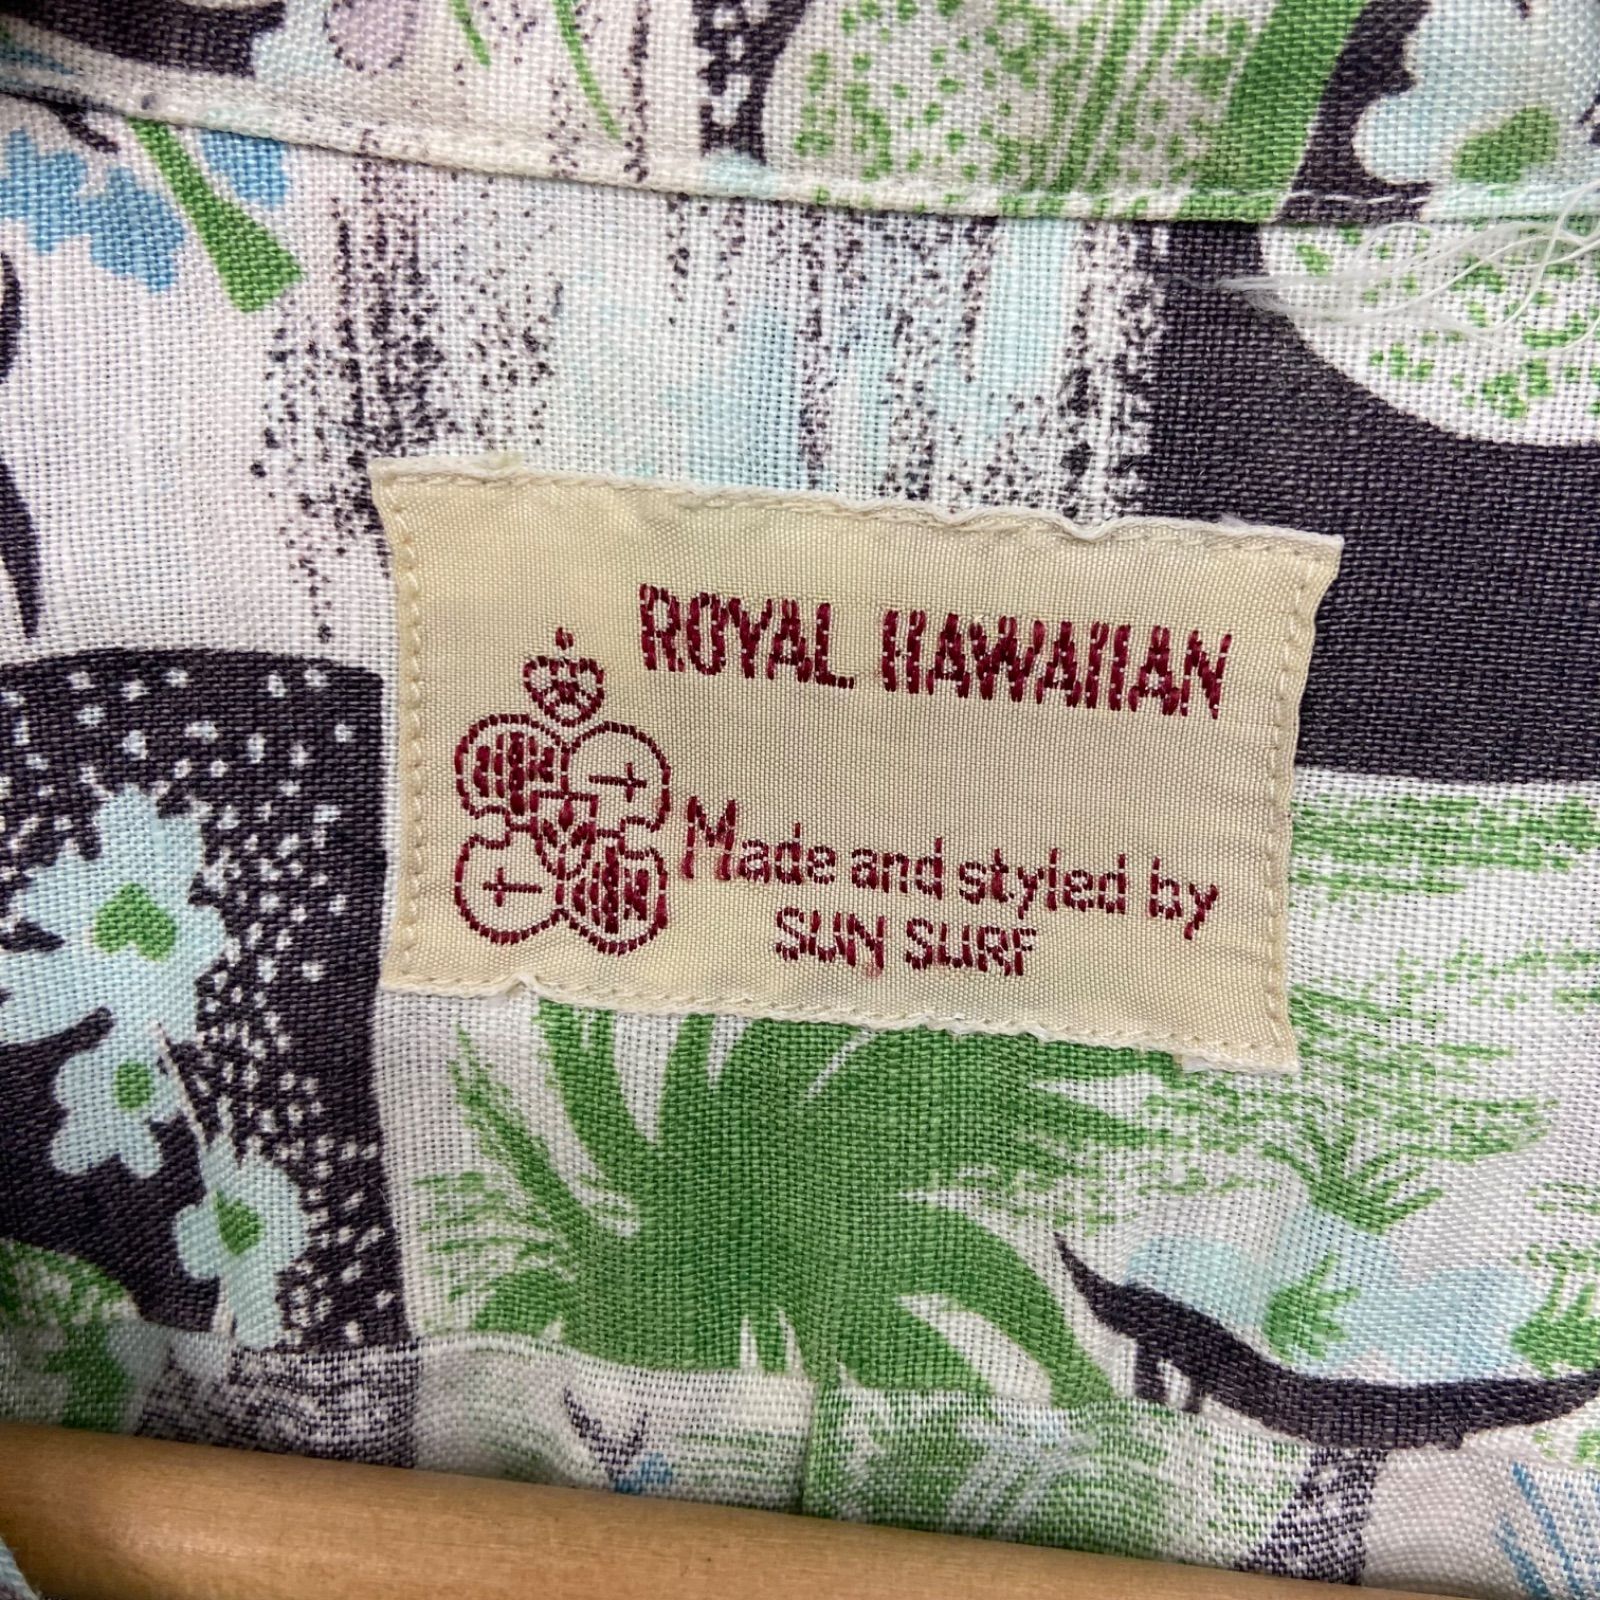 ROYAL HAWAIIAN
Made and styled by
SUN SURF